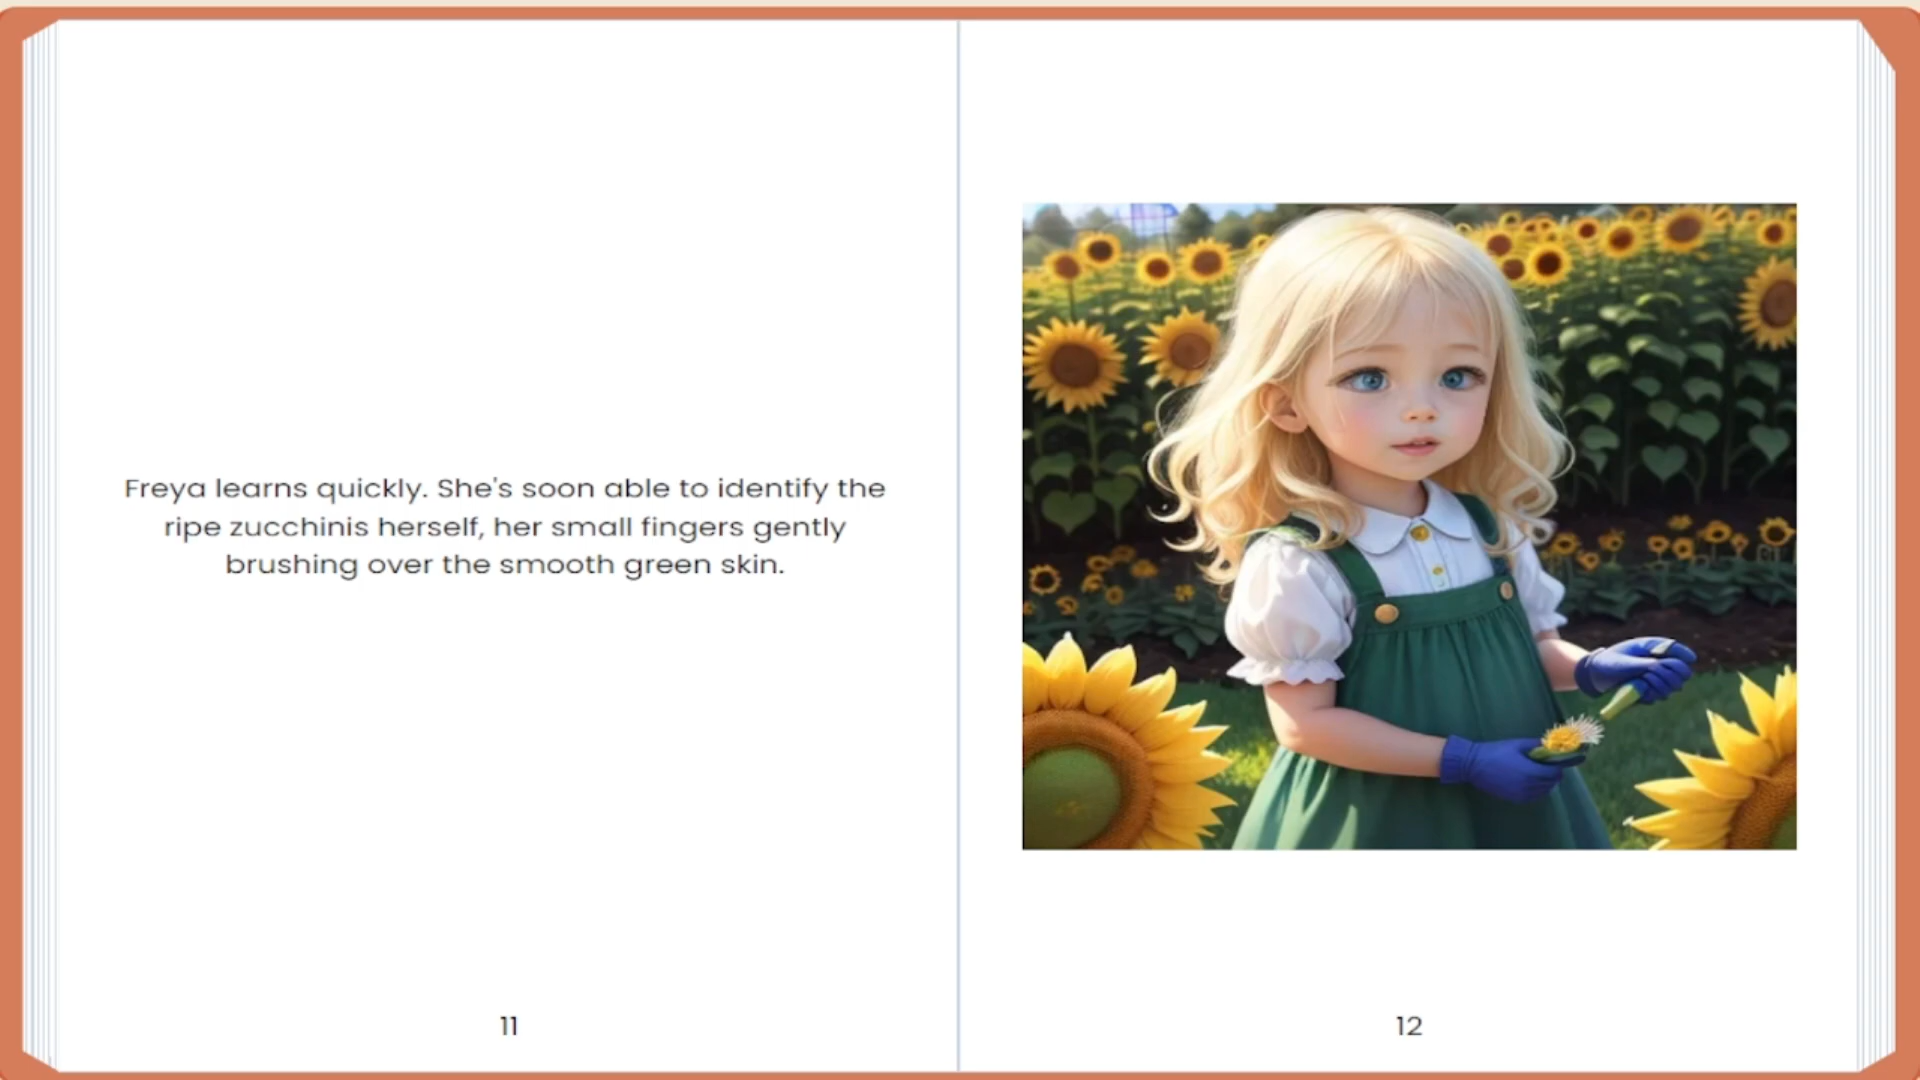 Freya learns quickly. She's soon able to identify the
ripe zucchinis herself, her small fingers gently
brushing over the smooth green skin.
11
12